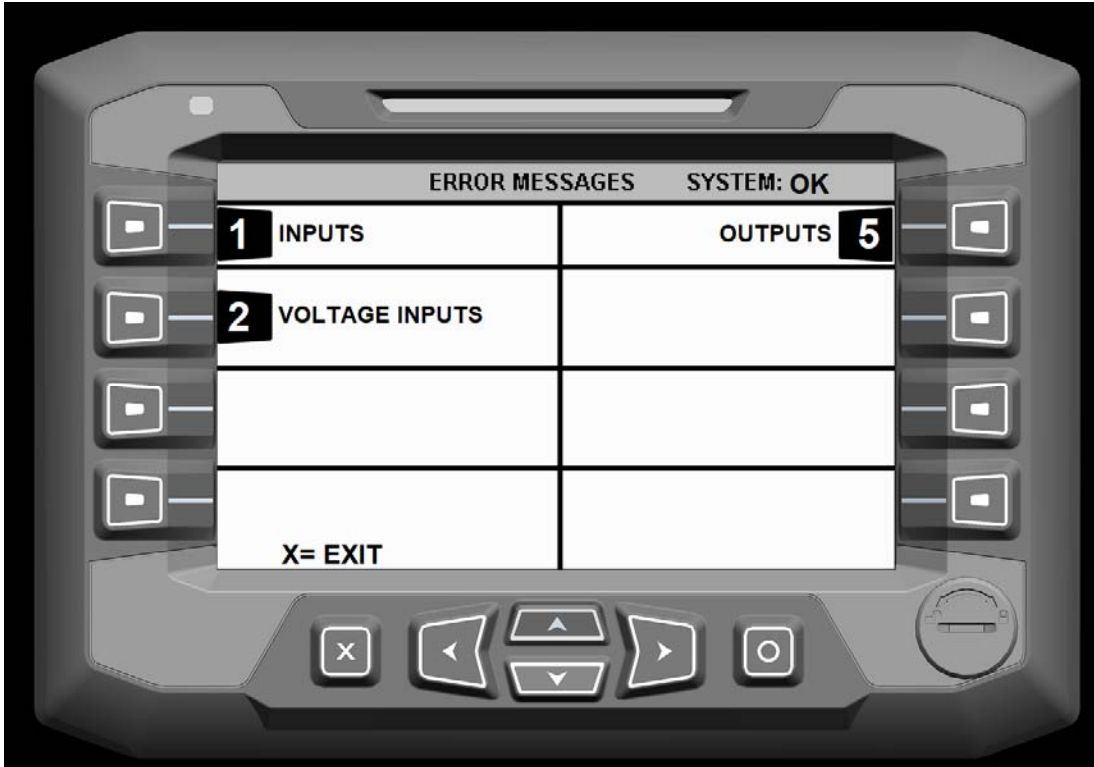 ERROR MESSAGES SYSTEM: OK
1 INPUTS
OUTPUTS 5
2 VOLTAGE INPUTS
X= EXIT
X